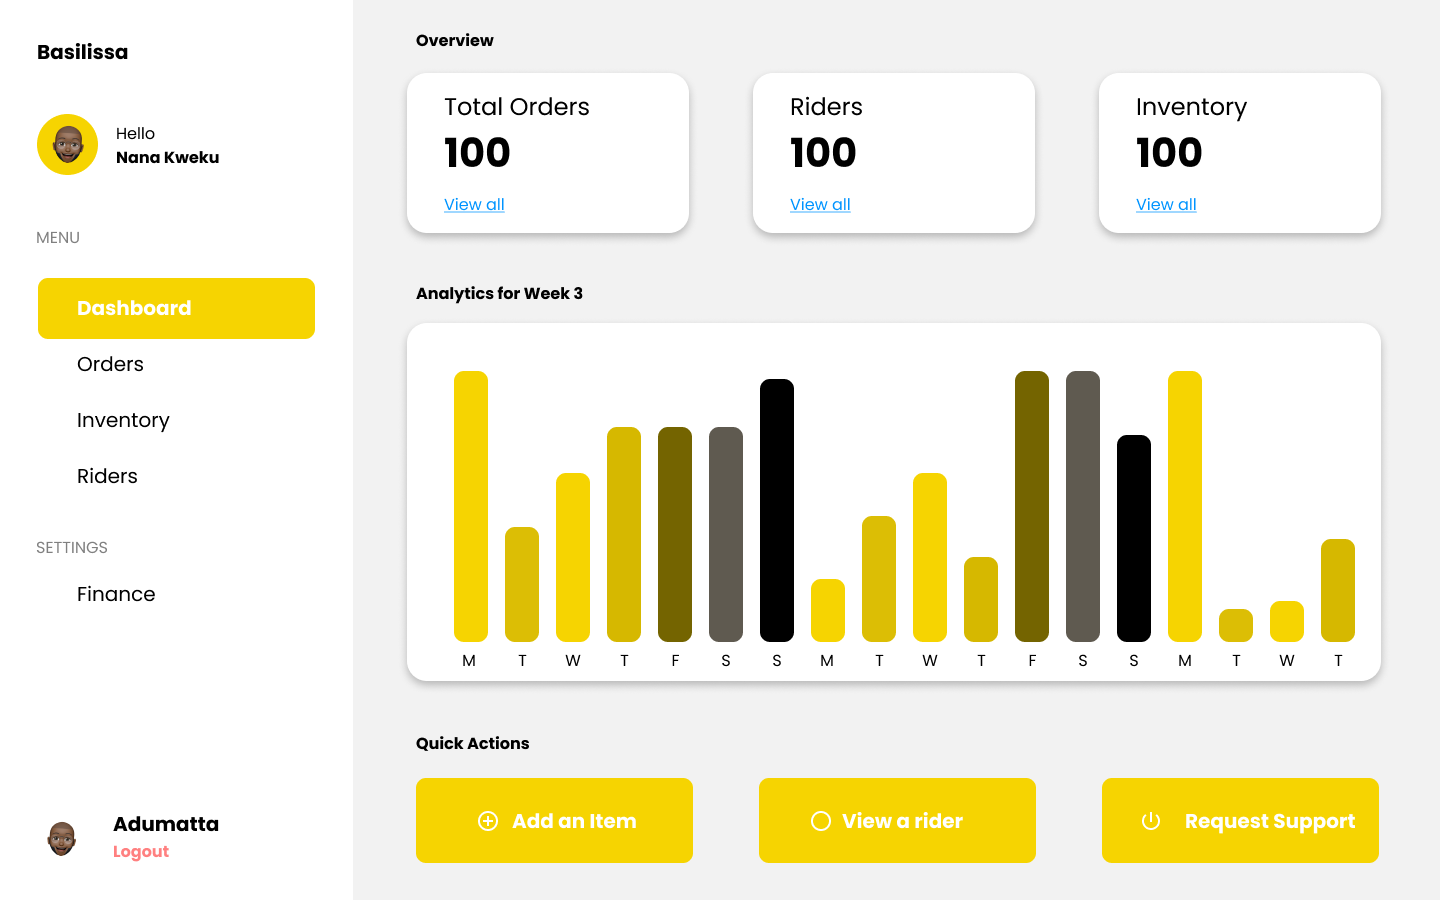 Basilissa
Hello
Nana Kweku
MENU
Dashboard
Orders
Inventory
Riders
SETTINGS
Finance
Adumatta
Logout
Overview
Total Orders
100
View all
Riders
100
View all
Inventory
100
View all
Analytics for Week 3
M T W T F S S M T W T F S S M T W T
Quick Actions
Add an Item
View a rider
Request Support